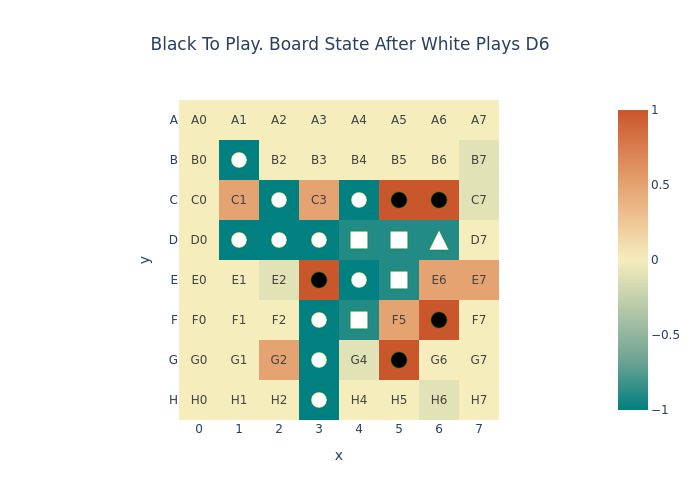 Black To Play. Board State After White Plays D6
A A0 A1 A2 A3 A4 A5 A6 A7
B B0 B2 B3 B4 B5 B6 B7
C C0 C1 C3 C7
D D0 D7
E E0 E1 E2 E6 E7
F F0 F1 F2 F5 F7
G G0 G1 G2 G4 G6 G7
H H0 H1 H2 H4 H5 H6 H7
0 1 2 3 4 5 6 7
x
y
1
0.5
0
−0.5
−1